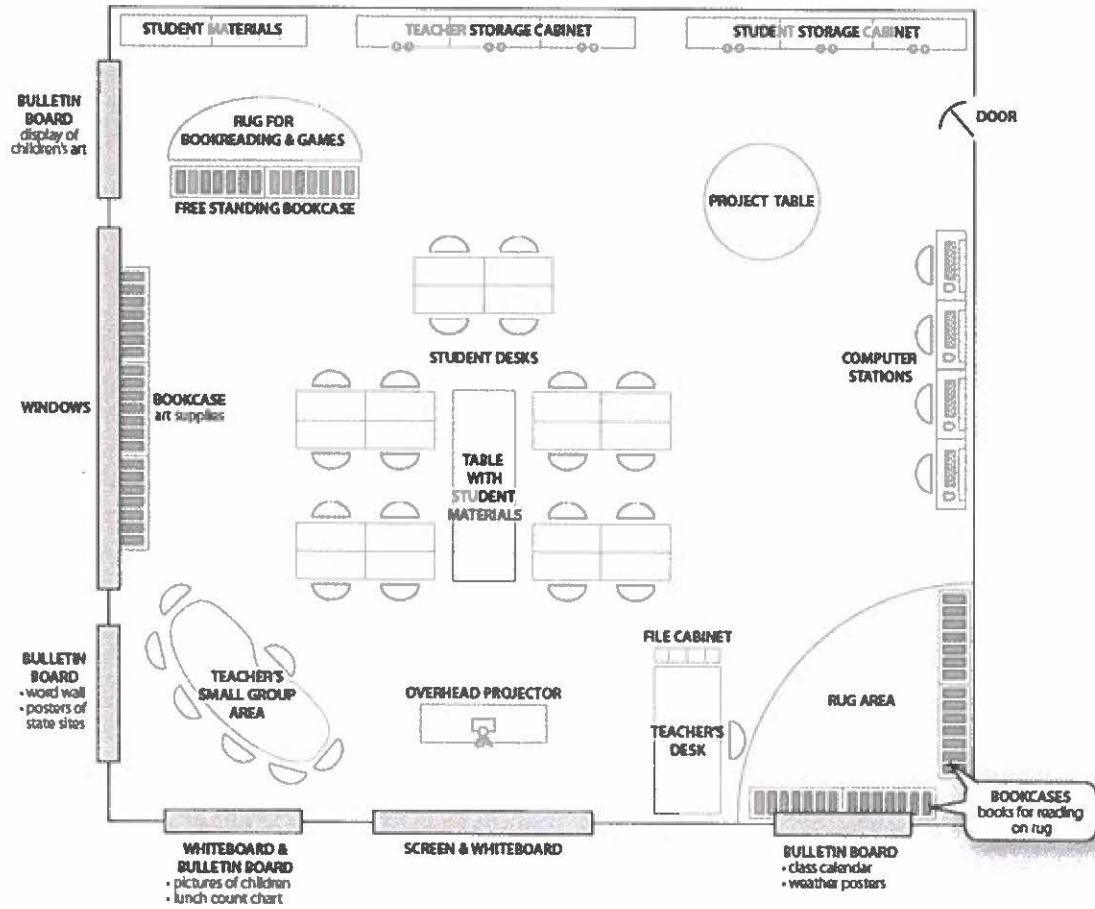 STUDENT MATERIALS
TEACHER STORAGE CABINET
STUDENT STORAGE CABINET
BULLETIN
BOARD
display of
children's art
RUG FOR
BOOKREADING & GAMES
DOOR
FREE STANDING BOOKCASE
PROJECT TABLE
STUDENT DESKS
COMPUTER
STATIONS
WINDOWS
BOOKCASE
art supplies
TABLE
WITH
STUDENT
MATERIALS
BULLETIN
BOARD
• word wall
• posters of
state sites
TEACHER'S
SMALL GROUP
AREA
OVERHEAD PROJECTOR
FILE CABINET
TEACHER'S
DESK
RUG AREA
BOOKCASES
books for reading
on rug
WHITEBOARD &
BULLETIN BOARD
• pictures of children
• lunch count chart
SCREEN & WHITEBOARD
BULLETIN BOARD
• class calendar
• weather posters